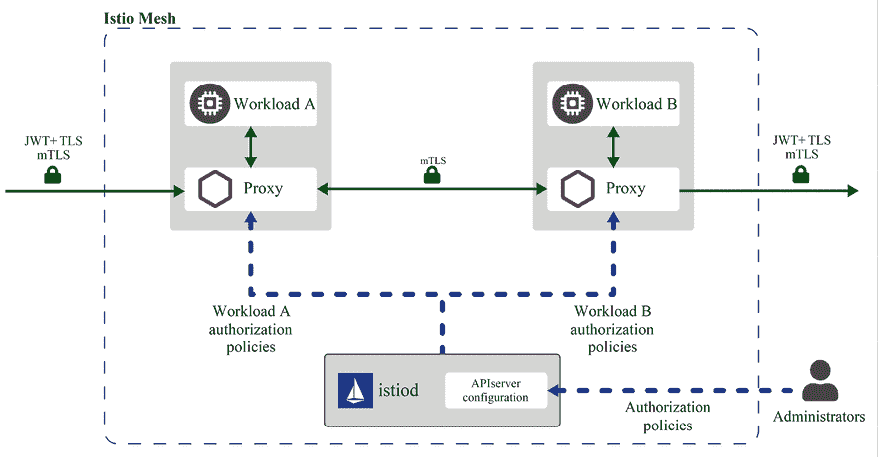 Istio Mesh
Workload A
Workload B
JWT+ TLS
mTLS
mTLS
JWT+ TLS
mTLS
Proxy
Proxy
Workload A
authorization
policies
Workload B
authorization
policies
istiod
APIserver
configuration
Authorization
policies
Administrators